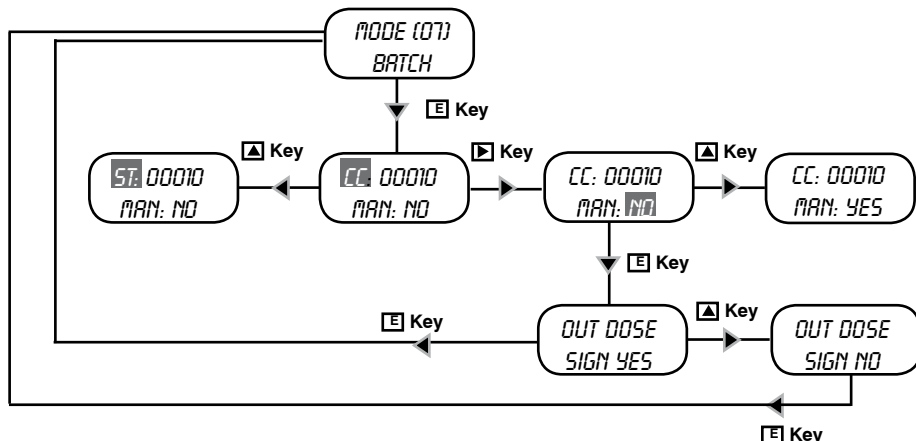 MODE (07)
BATCH
E Key
Key
Key
Key
ST: 00010
MAN: NO
CC: 00010
MAN: NO
CC: 00010
MAN: NO
CC: 00010
MAN: YES
E Key
E Key
Key
OUT DOSE
SIGN YES
OUT DOSE
SIGN NO
E Key